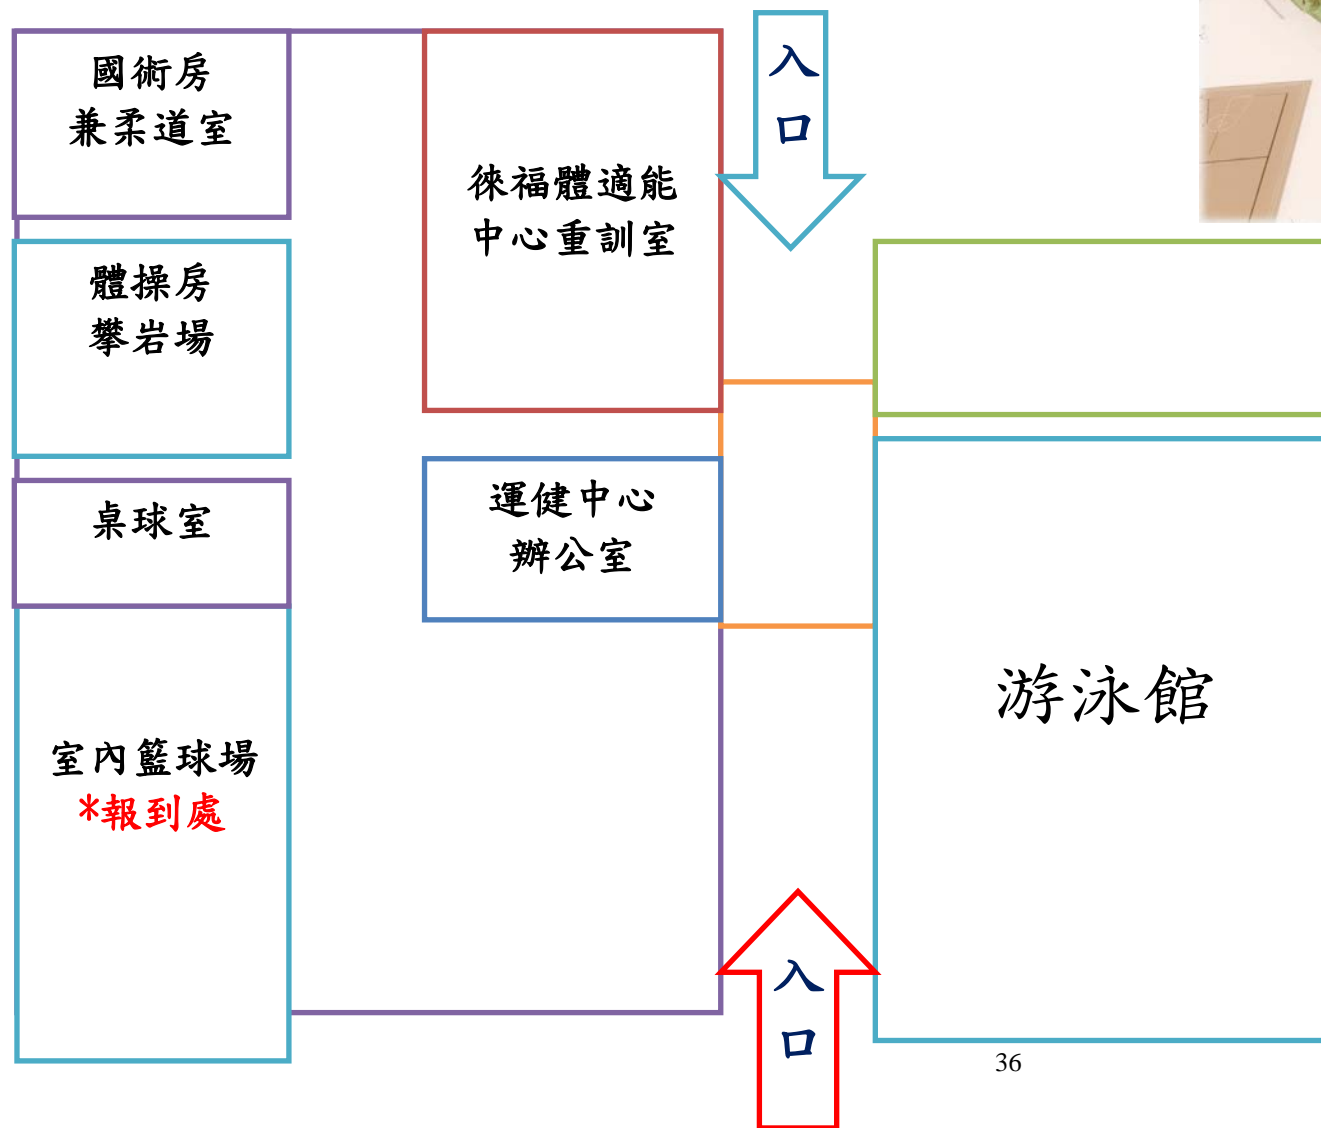 國術房
兼柔道室
徠福體適能
中心重訓室
入
口
體操房
攀岩場
桌球室
運健中心
辦公室
游泳館
室內籃球場
*報到處
入
口
36